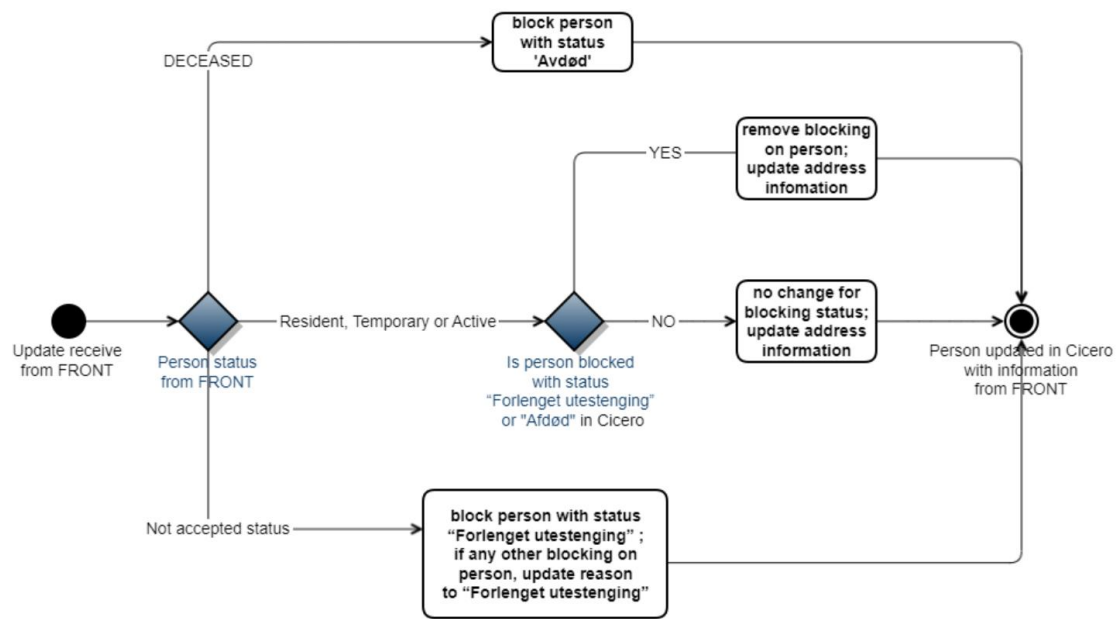 block person
with status
'Avdød'
DECEASED
remove blocking
on person;
update address
infomation
YES
no change for
blocking status;
update address
information
Resident, Temporary or Active
NO
Update receive
from FRONT
Person status
from FRONT
Is person blocked
with status
“Forlenget utestenging”
or "Afdød" in Cicero
Person updated in Cicero
with information
from FRONT
Not accepted status
block person with status
“Forlenget utestenging” ;
if any other blocking on
person, update reason
to “Forlenget utestenging”